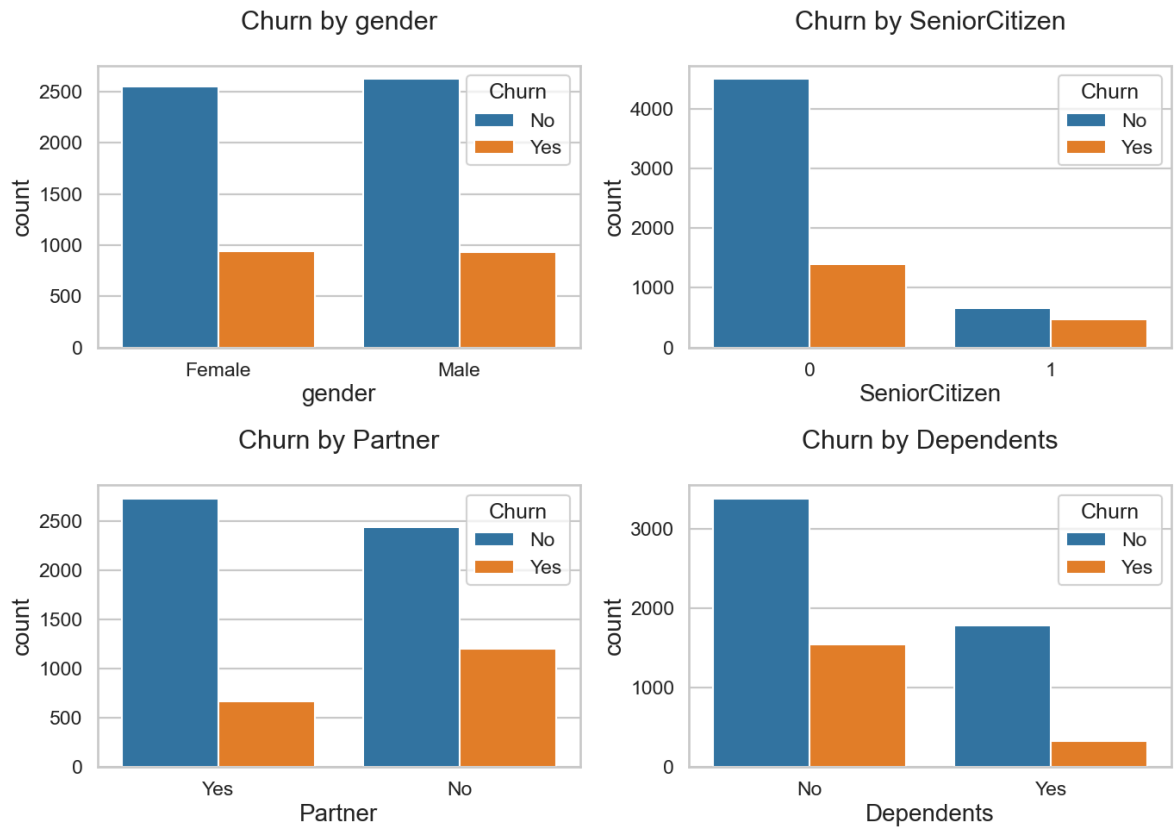 Churn by gender
2500
2000
1500
1000
500
0
count
Female
Male
gender
Churn
No
Yes
Churn by SeniorCitizen
4000
3000
2000
1000
0
count
0
1
SeniorCitizen
Churn
No
Yes
Churn by Partner
2500
2000
1500
1000
500
0
count
Yes
No
Partner
Churn
No
Yes
Churn by Dependents
3000
2000
1000
0
count
No
Yes
Dependents
Churn
No
Yes